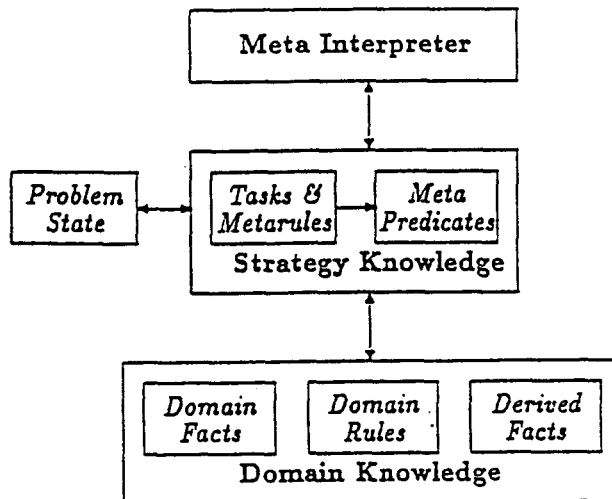 Meta Interpreter
Problem
State
Tasks &
Metarules
Meta
Predicates
Strategy Knowledge
Domain
Facts
Domain
Rules
Derived
Facts
Domain Knowledge